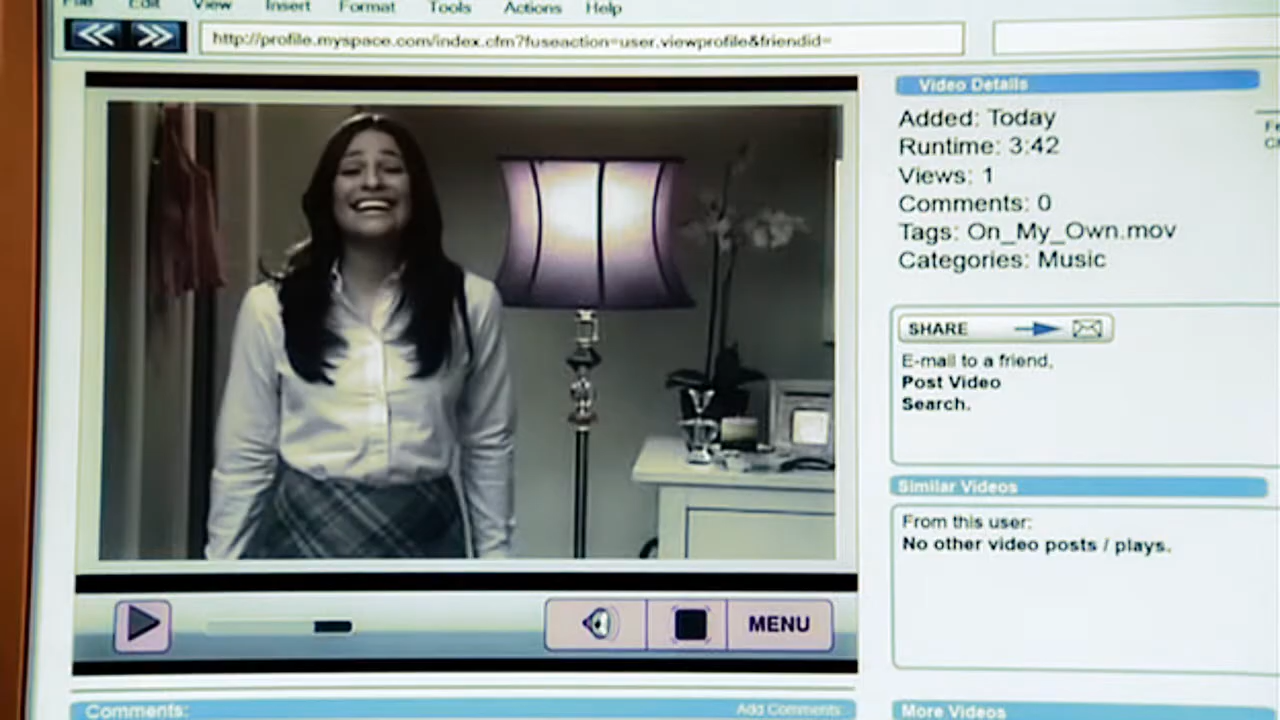 File Edit View Insert Format Tools Actions Help
http://profile.myspace.com/index.cfm?fuseaction=user.viewprofile&friendid=
Video Details
Added: Today
Runtime: 3:42
Views: 1
Comments: 0
Tags: On_My_Own.mov
Categories: Music
SHARE
E-mail to a friend,
Post Video
Search.
Similar Videos
From this user:
No other video posts / plays.
MENU
Comments: Add Comments:
More Videos